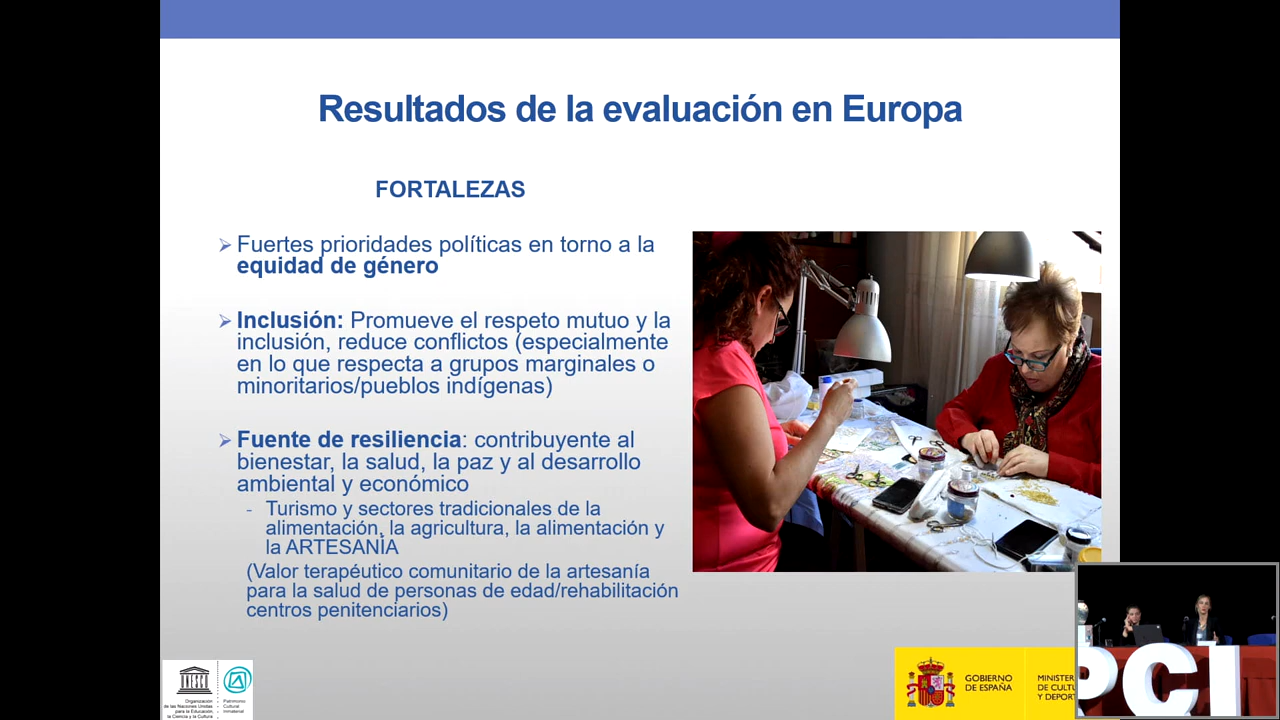 Resultados de la evaluación en Europa
FORTALEZAS
Fuertes prioridades políticas en torno a la
equidad de género
Inclusión: Promueve el respeto mutuo y la
inclusión, reduce conflictos (especialmente
en lo que respecta a grupos marginales o
minoritarios/pueblos indígenas)
Fuente de resiliencia: contribuyente al
bienestar, la salud, la paz y al desarrollo
ambiental y económico
- Turismo y sectores tradicionales de la
alimentación, la agricultura, la alimentación y
la ARTESANÍA
(Valor terapéutico comunitario de la artesanía
para la salud de personas de edad/rehabilitación
centros penitenciarios)
UNESCO
Organización
de las Naciones Unidas
para la Educación,
la Ciencia y la Cultura
Patrimonio
Cultural
Inmaterial
GOBIERNO
DE ESPAÑA
MINISTER
DE CULTU
Y DEPORT
PCI